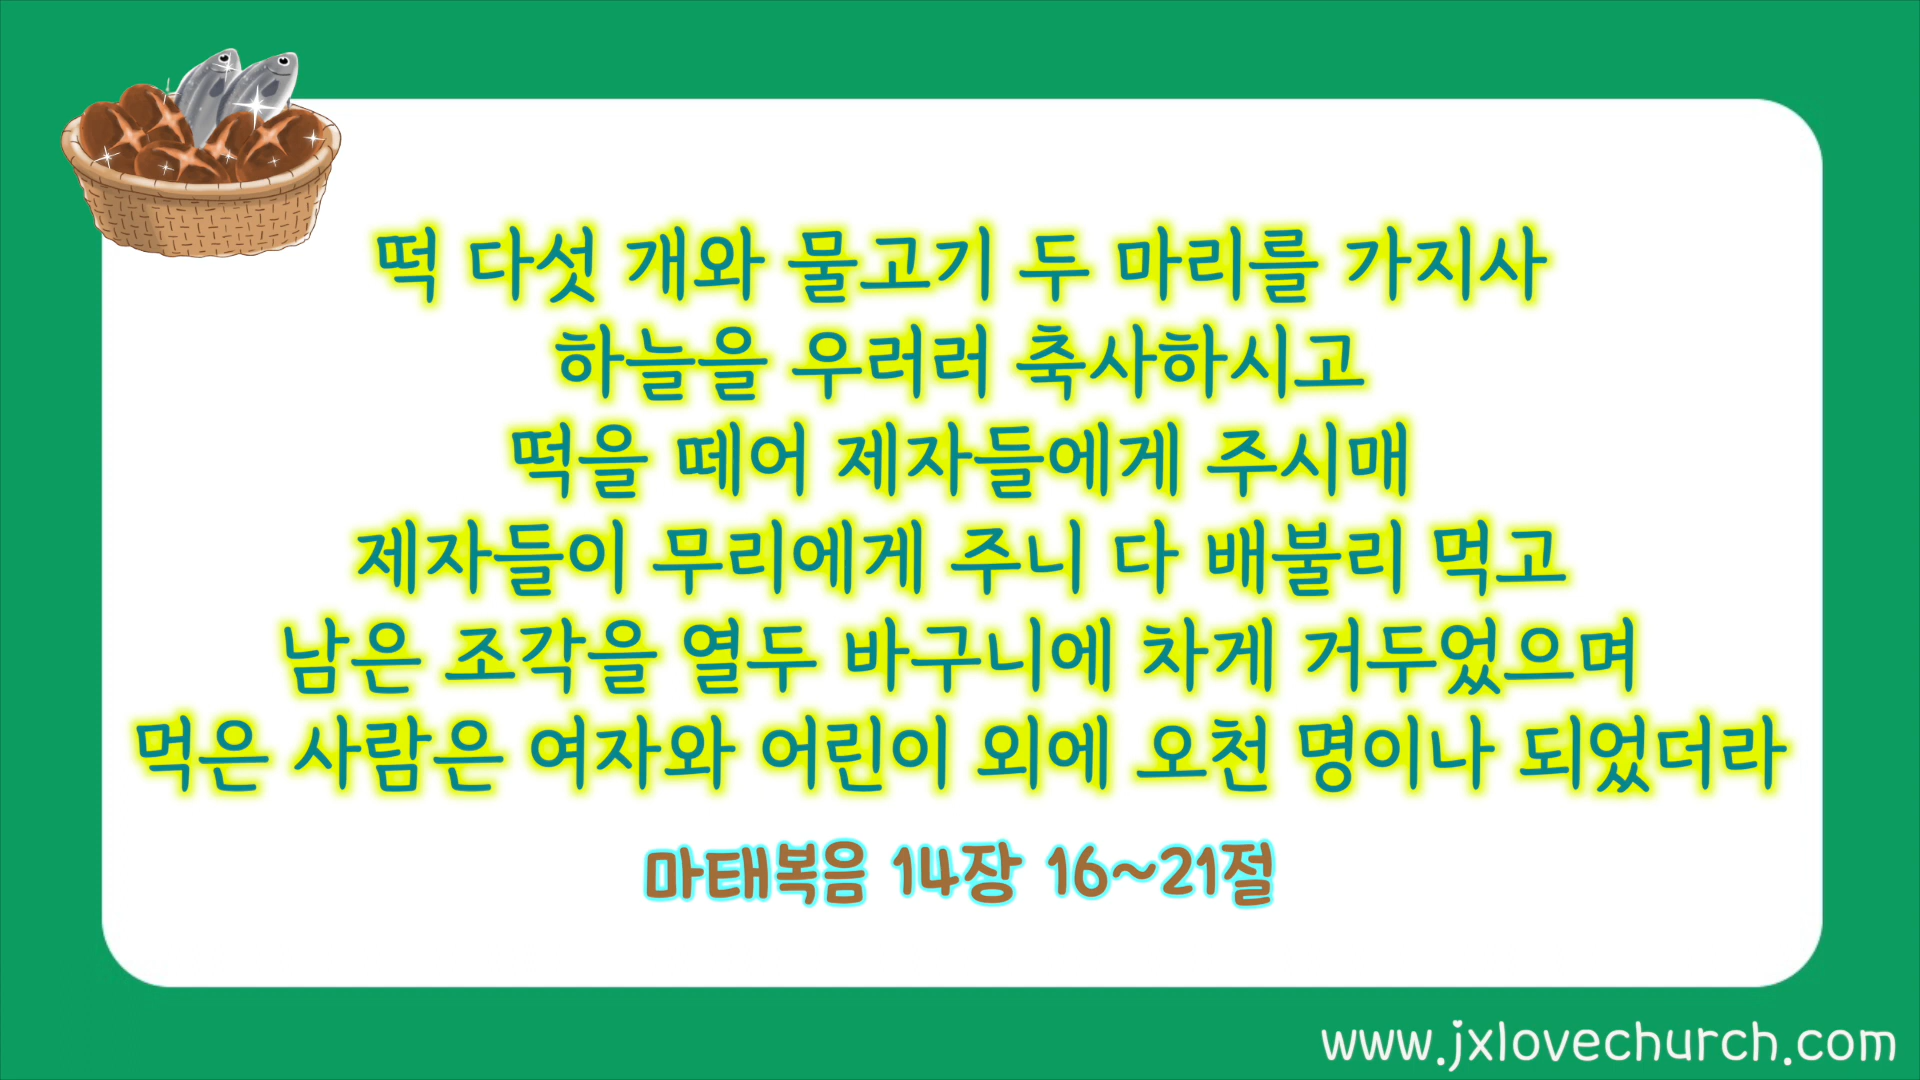 떡 다섯 개와 물고기 두 마리를 가지사
하늘을 우러러 축사하시고
떡을 떼어 제자들에게 주시매
제자들이 무리에게 주니 다 배불리 먹고
남은 조각을 열두 바구니에 차게 거두었으며
먹은 사람은 여자와 어린이 외에 오천 명이나 되었더라
마태복음 14장 16~21절
www.jxlovechurch.com